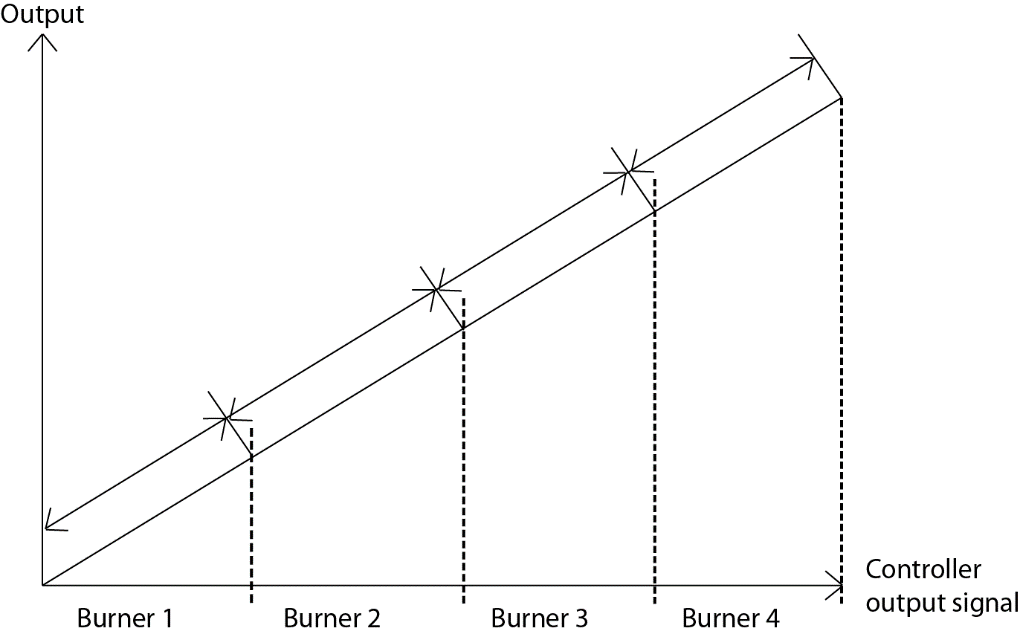 Output
Controller
output signal
Burner 1
Burner 2
Burner 3
Burner 4